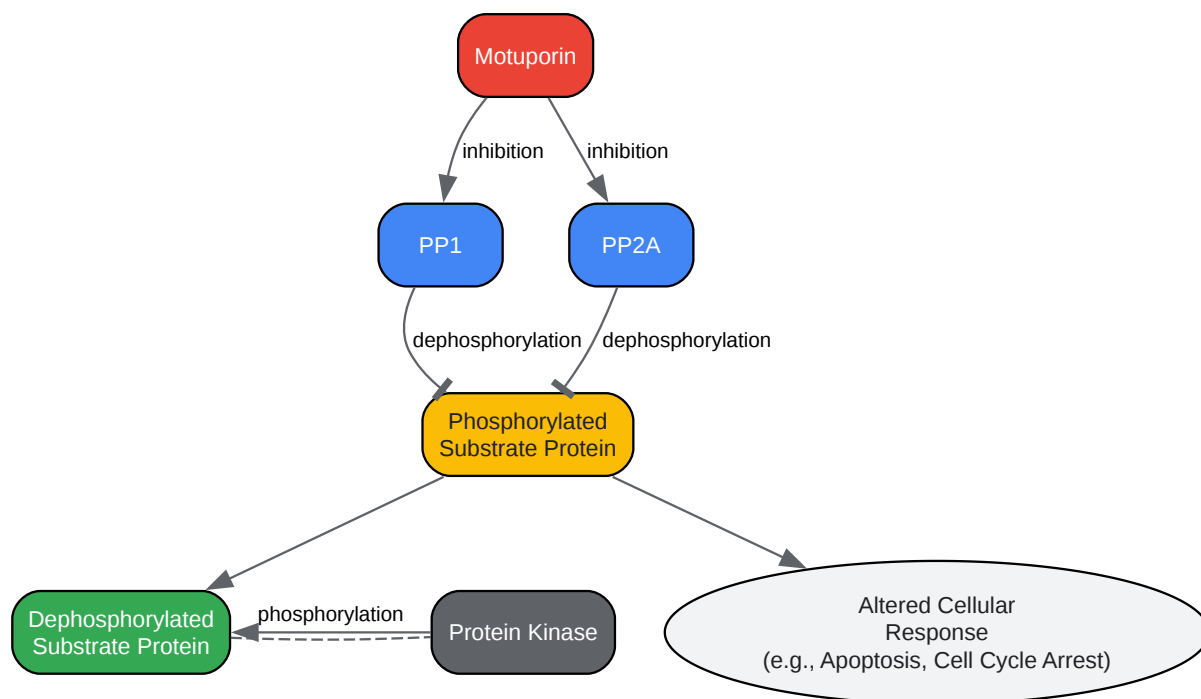 Motuporin
inhibition
inhibition
PP1
PP2A
dephosphorylation
dephosphorylation
Phosphorylated
Substrate Protein
Dephosphorylated
Substrate Protein
phosphorylation
Protein Kinase
Altered Cellular
Response
(e.g., Apoptosis, Cell Cycle Arrest)